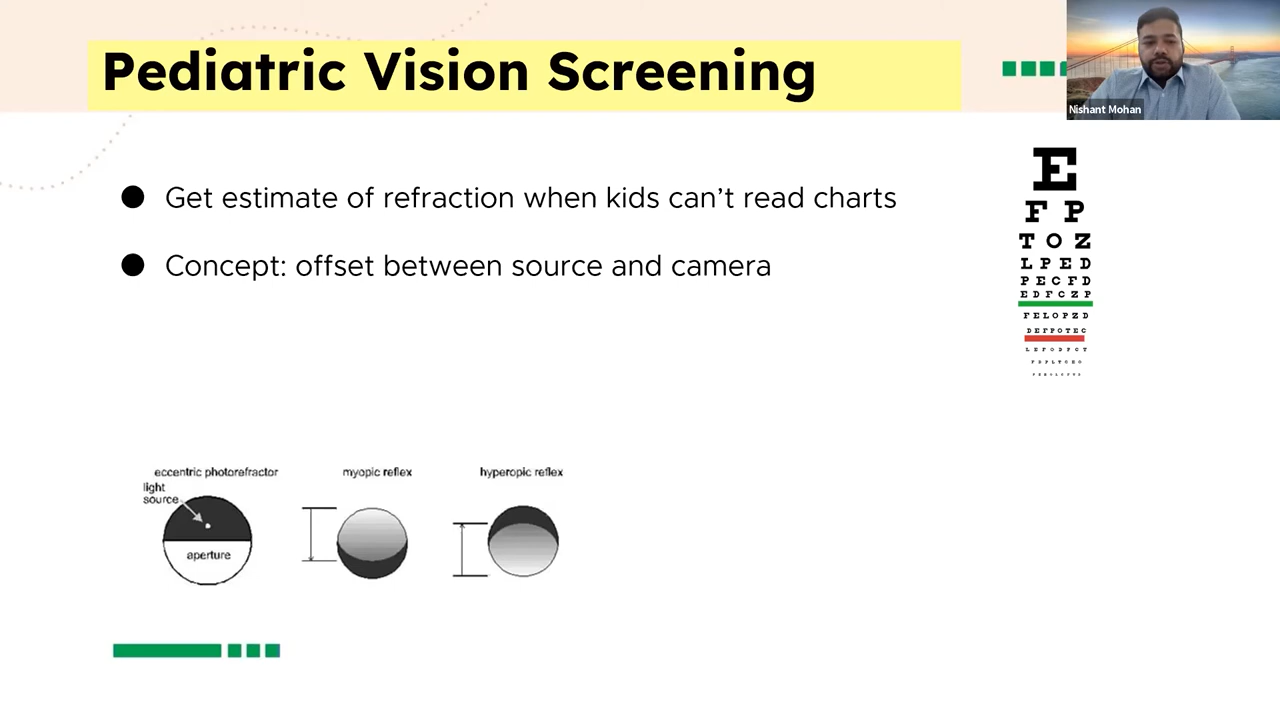 Pediatric Vision Screening
Nishant Mohan
Get estimate of refraction when kids can't read charts
Concept: offset between source and camera
E
F P
T O Z
L P E D
P E C F D
E D F C Z P
F E L O P Z D
D E F P O T E C
eccentric photorefractor
myopic reflex
hyperopic reflex
light
source
aperture